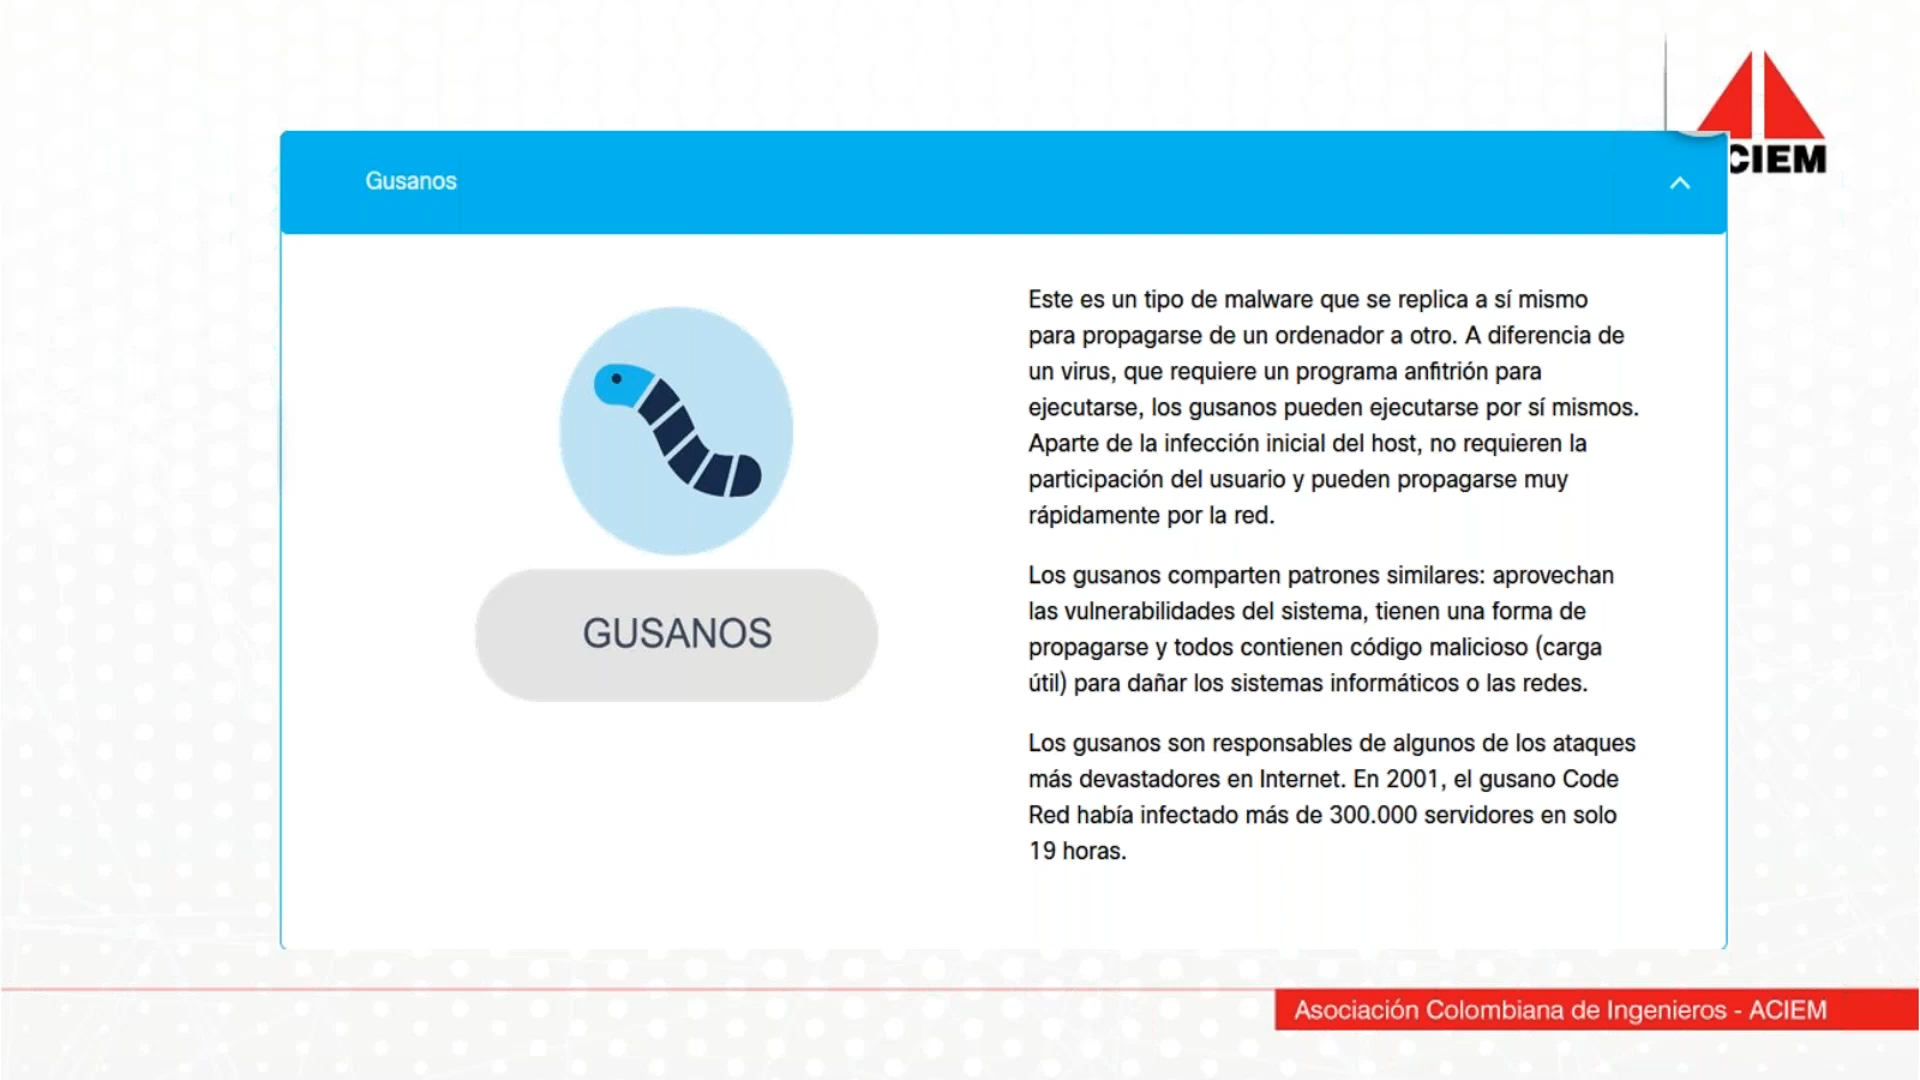 CIEM
Gusanos
Este es un tipo de malware que se replica a sí mismo
para propagarse de un ordenador a otro. A diferencia de
un virus, que requiere un programa anfitrión para
ejecutarse, los gusanos pueden ejecutarse por sí mismos.
Aparte de la infección inicial del host, no requieren la
participación del usuario y pueden propagarse muy
rápidamente por la red.
GUSANOS
Los gusanos comparten patrones similares: aprovechan
las vulnerabilidades del sistema, tienen una forma de
propagarse y todos contienen código malicioso (carga
útil) para dañar los sistemas informáticos o las redes.
Los gusanos son responsables de algunos de los ataques
más devastadores en Internet. En 2001, el gusano Code
Red había infectado más de 300.000 servidores en solo
19 horas.
Asociación Colombiana de Ingenieros - ACIEM